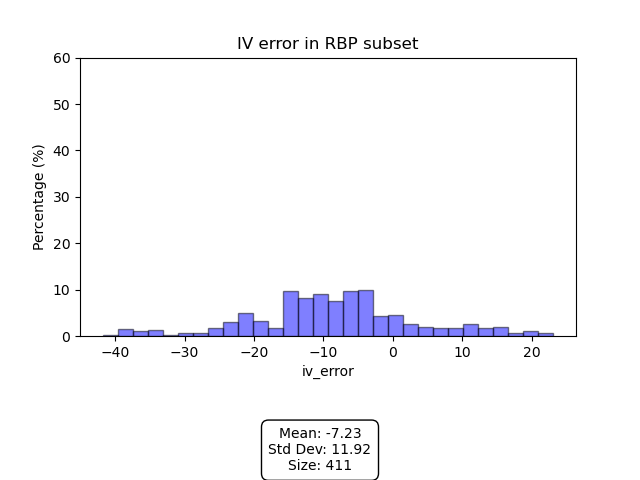 IV error in RBP subset
60
50
40
30
20
10
0
Percentage (%)
−40 −30 −20 −10 0 10 20
iv_error
Mean: -7.23
Std Dev: 11.92
Size: 411